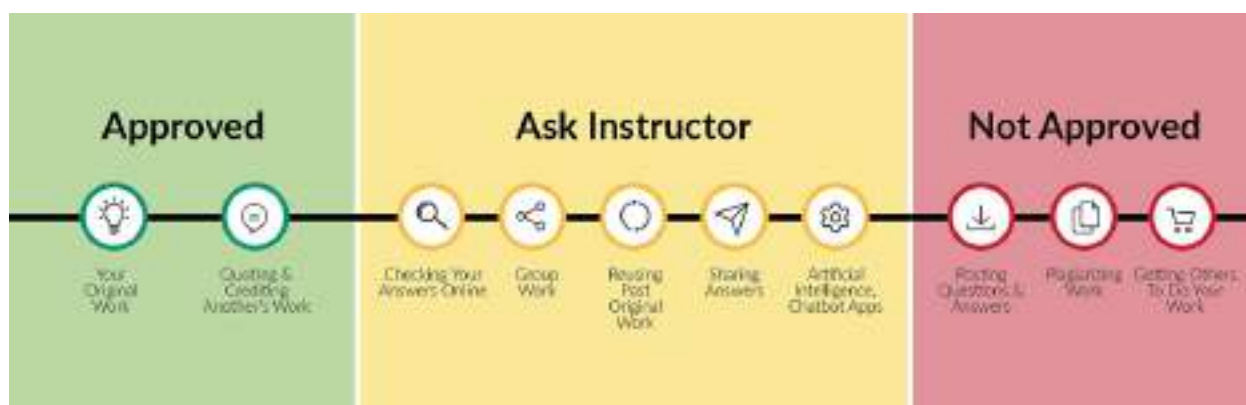 Approved
Your
Original
Work
Quoting &
Crediting
Another's Work
Ask Instructor
Checking Your
Answers Online
Group
Work
Reusing
Past
Original
Work
Sharing
Answers
Artificial
Intelligence,
Chatbot Apps
Not Approved
Posting
Questions &
Answers
Plagiarizing
Work
Getting Others
To Do Your
Work